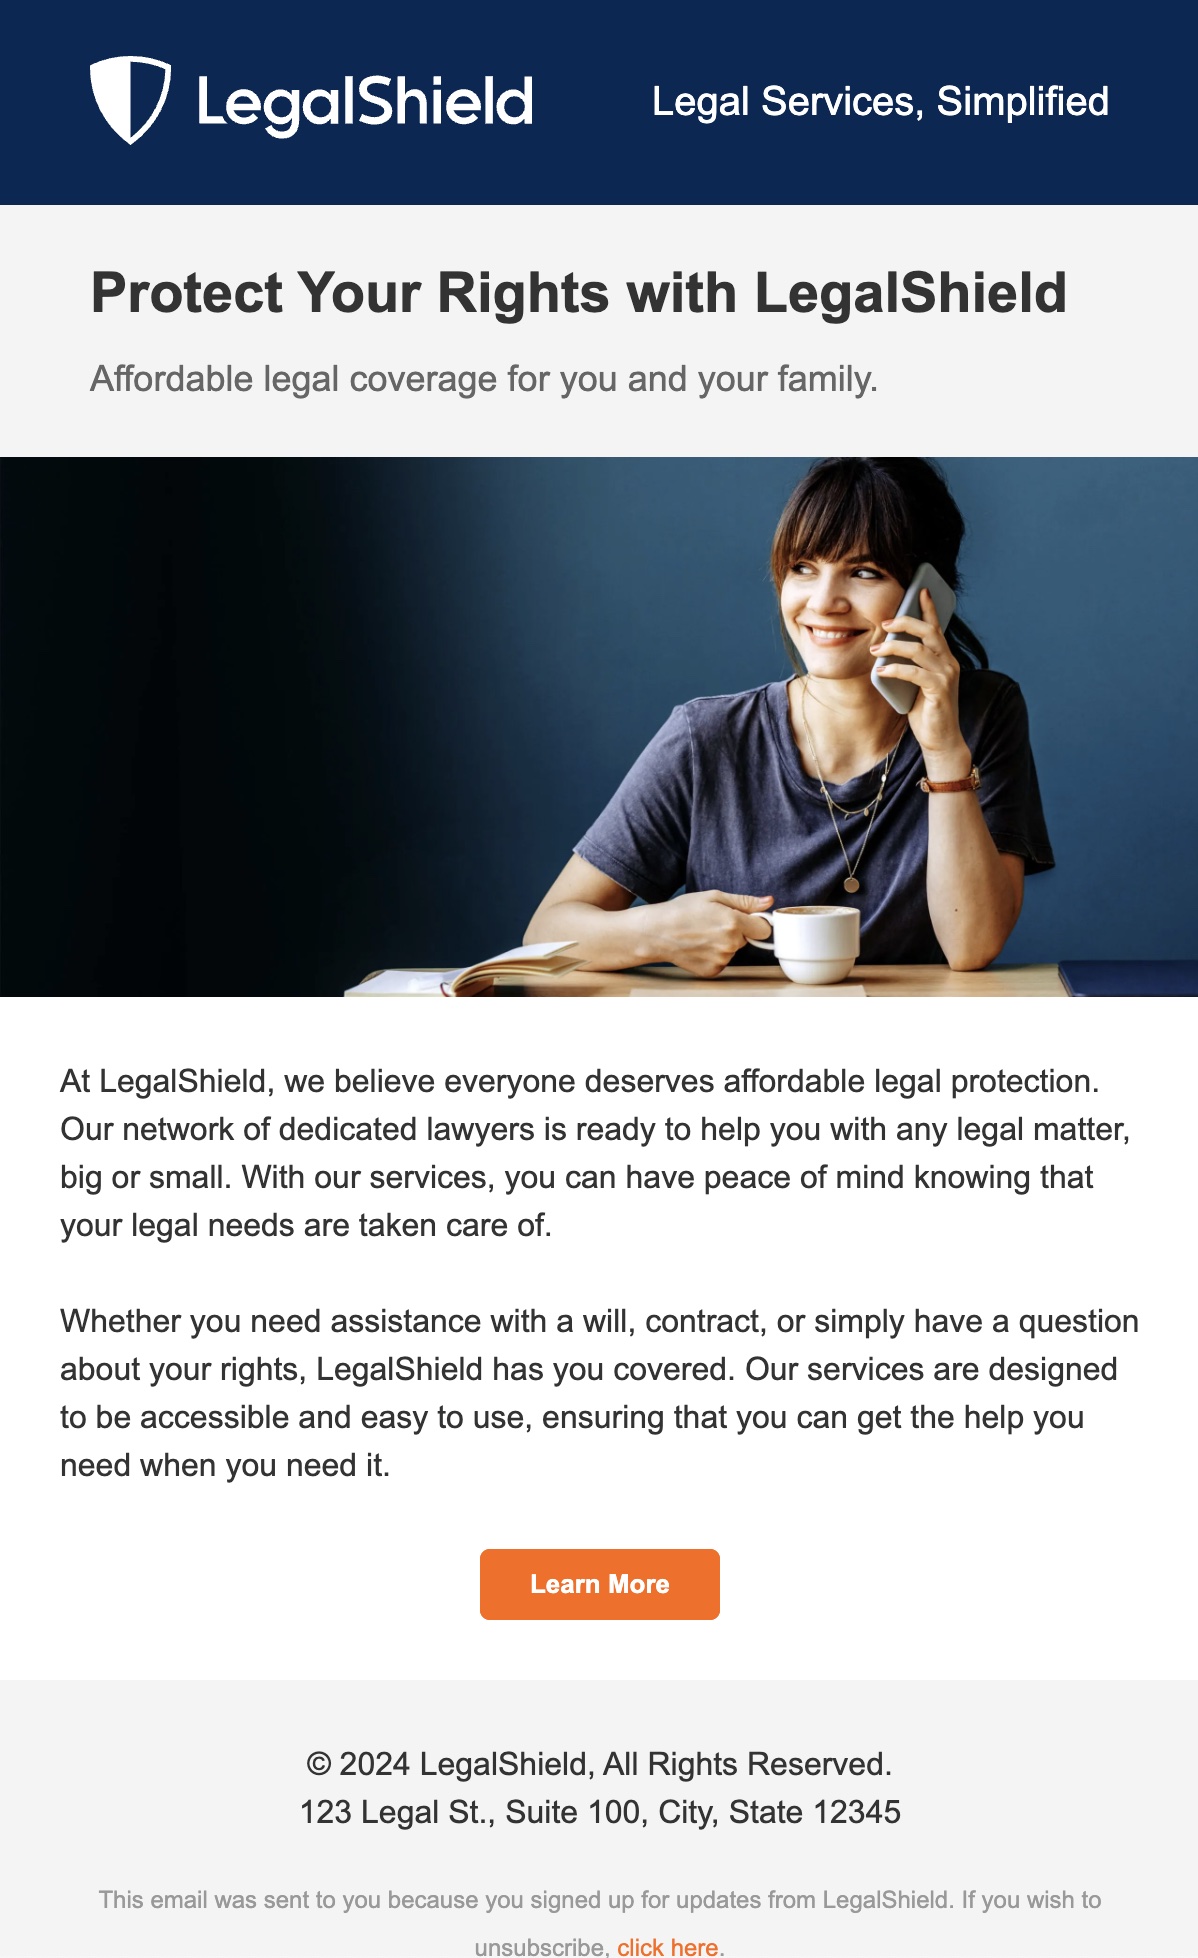 LegalShield
Legal Services, Simplified
Protect Your Rights with LegalShield
Affordable legal coverage for you and your family.
At LegalShield, we believe everyone deserves affordable legal protection.
Our network of dedicated lawyers is ready to help you with any legal matter,
big or small. With our services, you can have peace of mind knowing that
your legal needs are taken care of.
Whether you need assistance with a will, contract, or simply have a question
about your rights, LegalShield has you covered. Our services are designed
to be accessible and easy to use, ensuring that you can get the help you
need when you need it.
Learn More
© 2024 LegalShield, All Rights Reserved.
123 Legal St., Suite 100, City, State 12345
This email was sent to you because you signed up for updates from LegalShield. If you wish to
unsubscribe, click here.